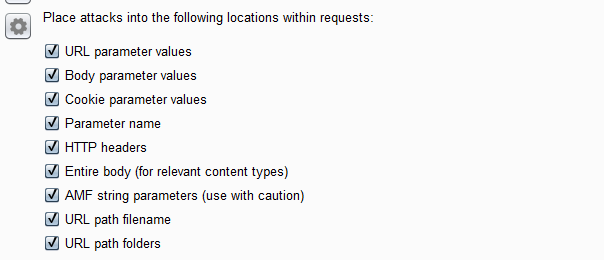 Place attacks into the following locations within requests:
URL parameter values
Body parameter values
Cookie parameter values
Parameter name
HTTP headers
Entire body (for relevant content types)
AMF string parameters (use with caution)
URL path filename
URL path folders